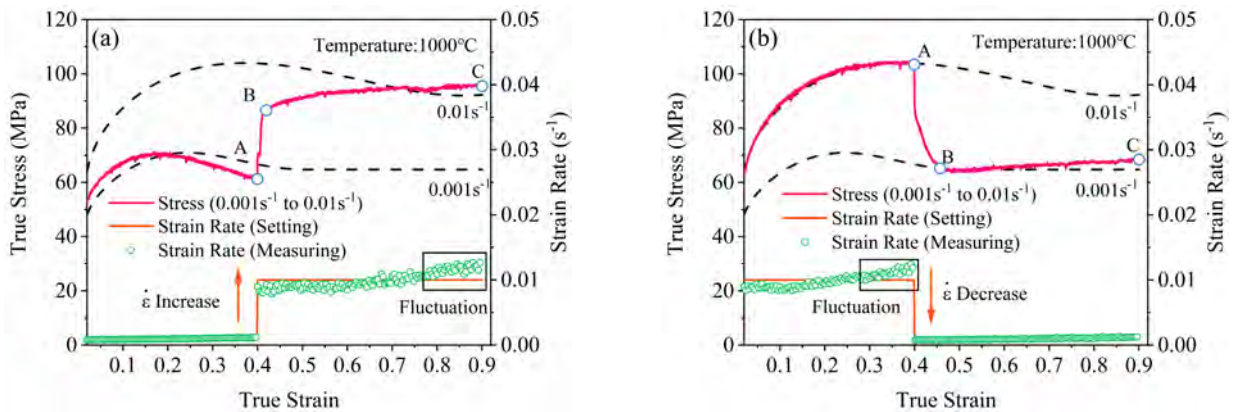 (a)
Temperature:1000°C
True Stress (MPa)
120
100
80
60
40
20
0
0.05
0.04
0.03
0.02
0.01
0.00
Strain Rate (s⁻¹)
A
B
C
0.01s⁻¹
0.001s⁻¹
Stress (0.001s⁻¹ to 0.01s⁻¹)
Strain Rate (Setting)
Strain Rate (Measuring)
ε̇ Increase
Fluctuation
0.1 0.2 0.3 0.4 0.5 0.6 0.7 0.8 0.9
True Strain
(b)
Temperature:1000°C
True Stress (MPa)
120
100
80
60
40
20
0
0.05
0.04
0.03
0.02
0.01
0.00
Strain Rate (s⁻¹)
A
B
C
0.01s⁻¹
0.001s⁻¹
Stress (0.001s⁻¹ to 0.01s⁻¹)
Strain Rate (Setting)
Strain Rate (Measuring)
Fluctuation
ε̇ Decrease
0.1 0.2 0.3 0.4 0.5 0.6 0.7 0.8 0.9
True Strain